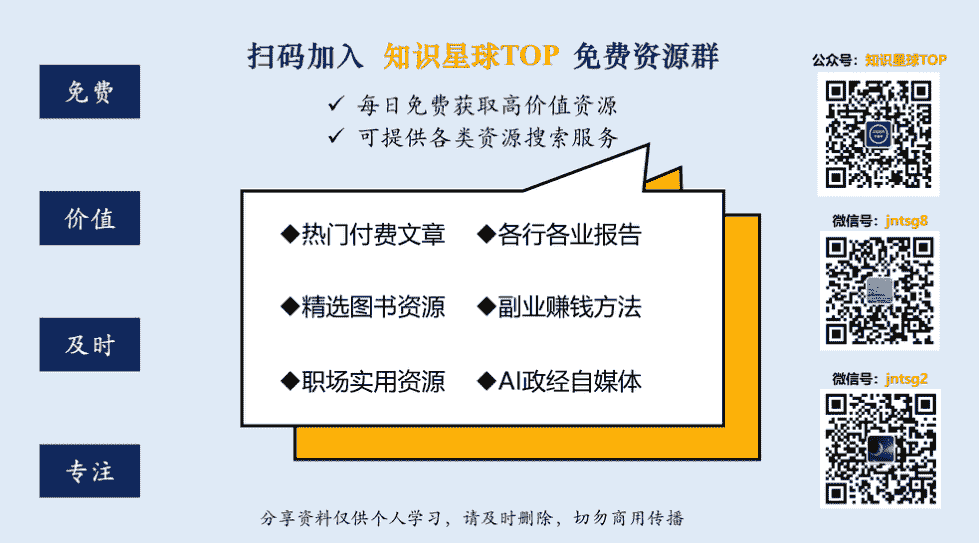 扫码加入 知识星球TOP 免费资源群
✓ 每日免费获取高价值资源
✓ 可提供各类资源搜索服务
免费
价值
及时
专注
◆热门付费文章 ◆各行各业报告
◆精选图书资源 ◆副业赚钱方法
◆职场实用资源 ◆AI政经自媒体
公众号：知识星球TOP
微信号：jntsg8
微信号：jntsg2
分享资料仅供个人学习，请及时删除，切勿商用传播